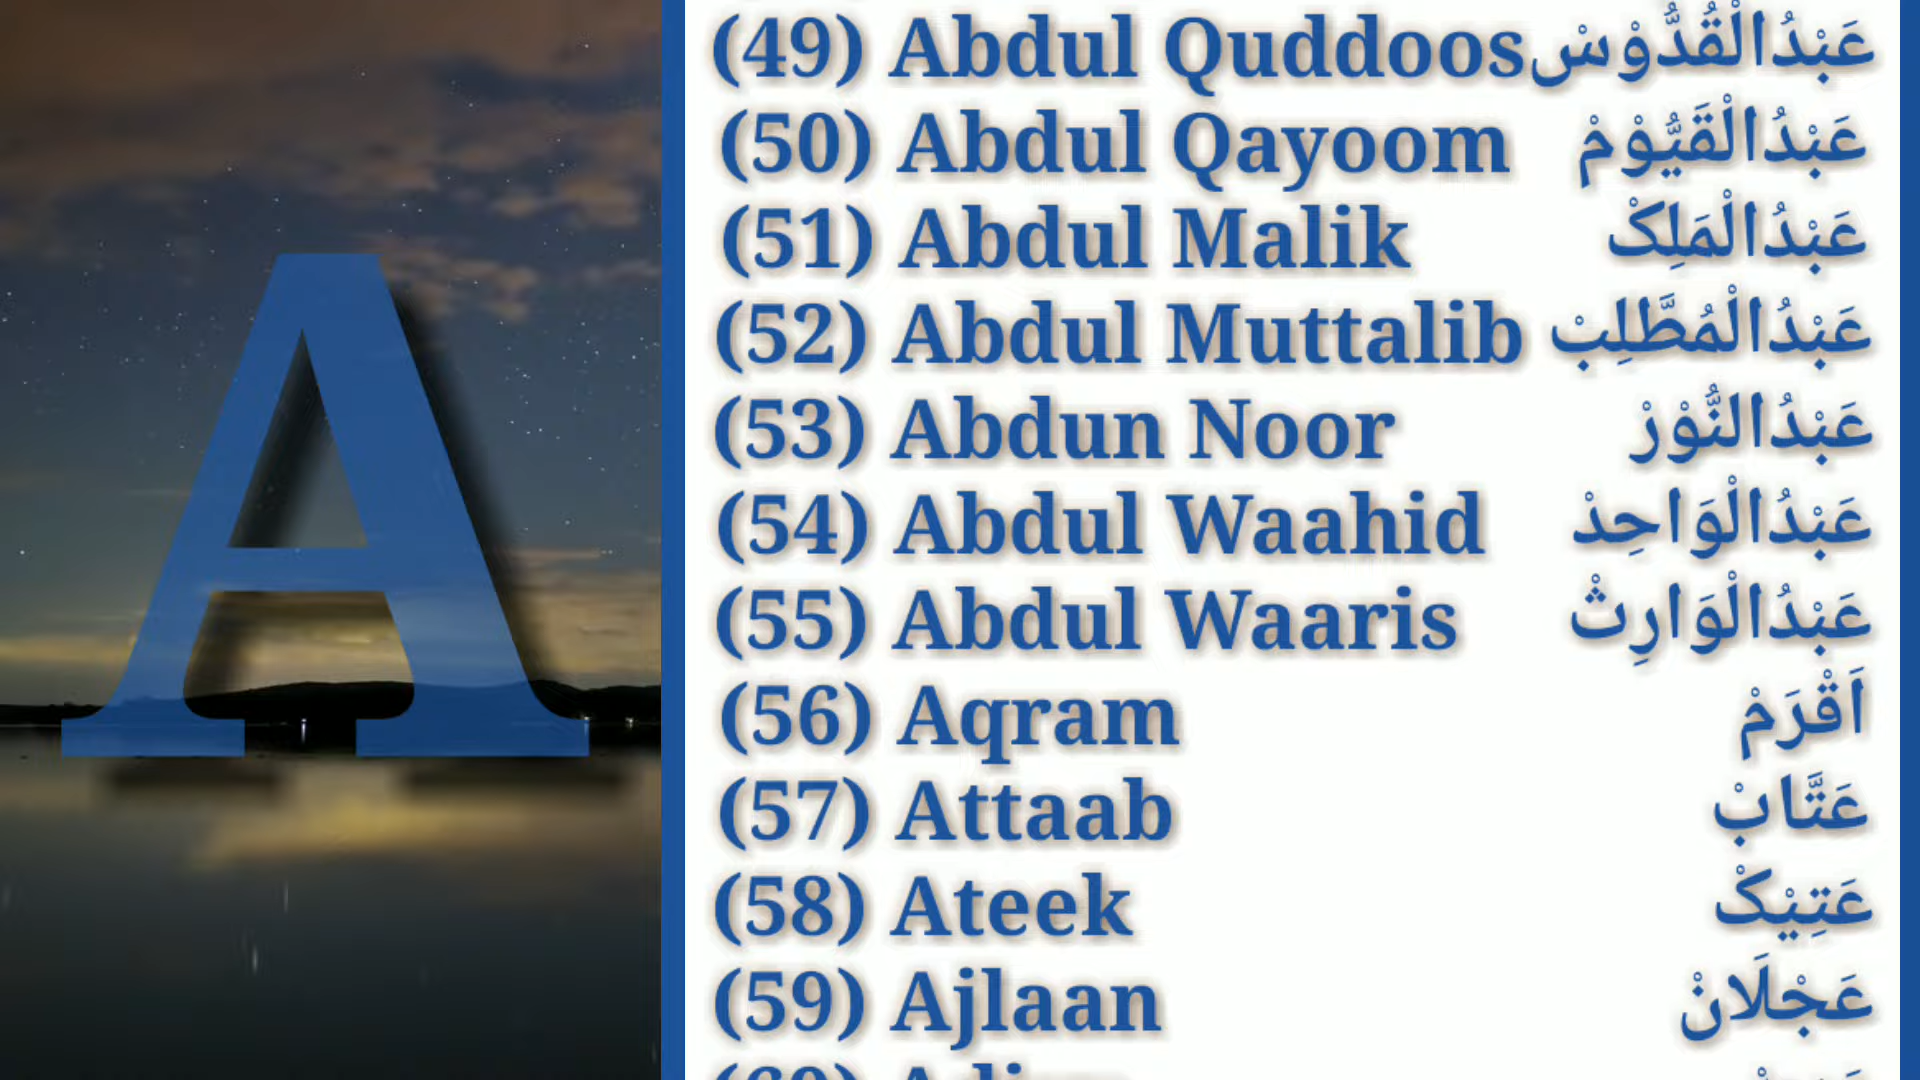 A
(49) Abdul Quddoos عَبْدُالْقُدُّوْسْ
(50) Abdul Qayoom عَبْدُالْقَيُّوْمْ
(51) Abdul Malik عَبْدُالْمَلِکْ
(52) Abdul Muttalib عَبْدُالْمُطَّلِبْ
(53) Abdun Noor عَبْدُالنُّوْرْ
(54) Abdul Waahid عَبْدُالْوَاحِدْ
(55) Abdul Waaris عَبْدُالْوَارِثْ
(56) Aqram اَقْرَمْ
(57) Attaab عَتَّابْ
(58) Ateek عَتِيْکْ
(59) Ajlaan عَجْلَانْ